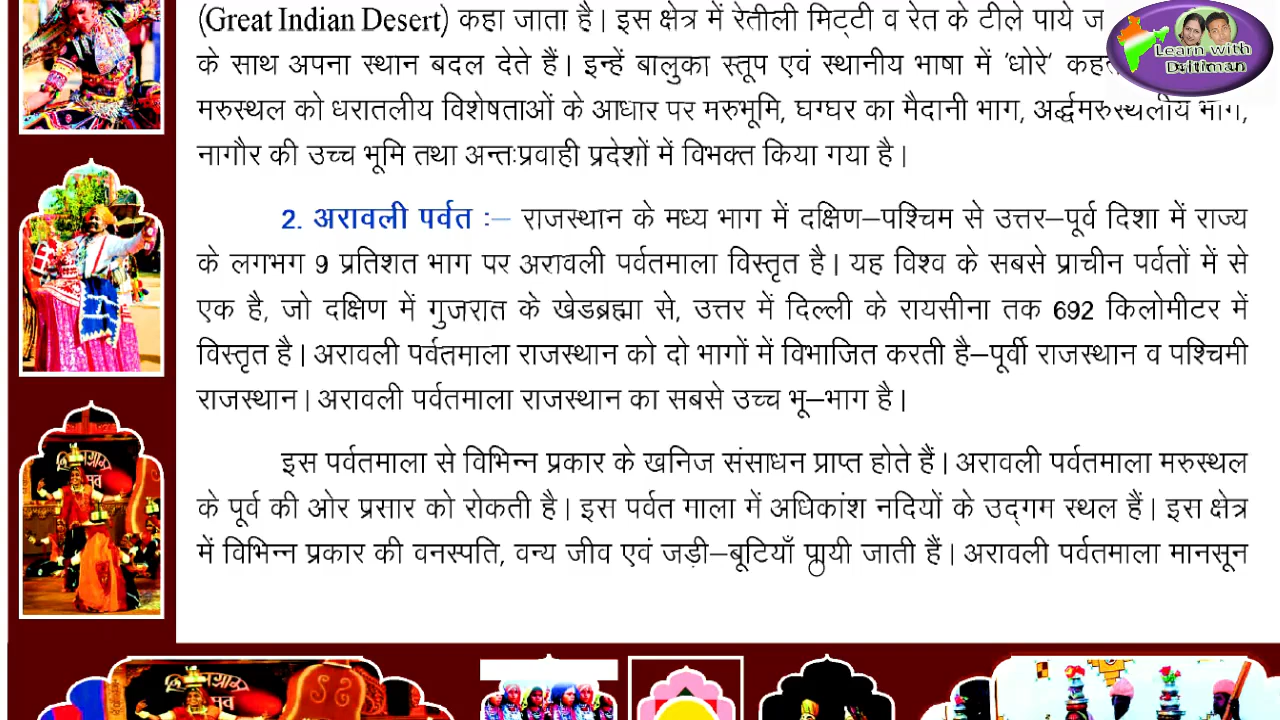 (Great Indian Desert) कहा जाता है। इस क्षेत्र में रेतीली मिट्टी व रेत के टीले पाये
Learn with
Dritiman
के साथ अपना स्थान बदल देते हैं। इन्हें बालुका स्तूप एवं स्थानीय भाषा में 'धोरे'
मरुस्थल को धरातलीय विशेषताओं के आधार पर मरुभूमि, घग्घर का मैदानी भाग, अर्द्धमरुस्थलीय भाग,
नागौर की उच्च भूमि तथा अन्तःप्रवाही प्रदेशों में विभक्त किया गया है।
2. अरावली पर्वत :– राजस्थान के मध्य भाग में दक्षिण–पश्चिम से उत्तर–पूर्व दिशा में राज्य
के लगभग 9 प्रतिशत भाग पर अरावली पर्वतमाला विस्तृत है। यह विश्व के सबसे प्राचीन पर्वतों में से
एक है, जो दक्षिण में गुजरात के खेडब्रह्मा से, उत्तर में दिल्ली के रायसीना तक 692 किलोमीटर में
विस्तृत है। अरावली पर्वतमाला राजस्थान को दो भागों में विभाजित करती है–पूर्वी राजस्थान व पश्चिमी
राजस्थान। अरावली पर्वतमाला राजस्थान का सबसे उच्च भू–भाग है।
इस पर्वतमाला से विभिन्न प्रकार के खनिज संसाधन प्राप्त होते हैं। अरावली पर्वतमाला मरुस्थल
के पूर्व की ओर प्रसार को रोकती है। इस पर्वत माला में अधिकांश नदियों के उद्गम स्थल हैं। इस क्षेत्र
में विभिन्न प्रकार की वनस्पति, वन्य जीव एवं जड़ी–बूटियाँ पायी जाती हैं। अरावली पर्वतमाला मानसून